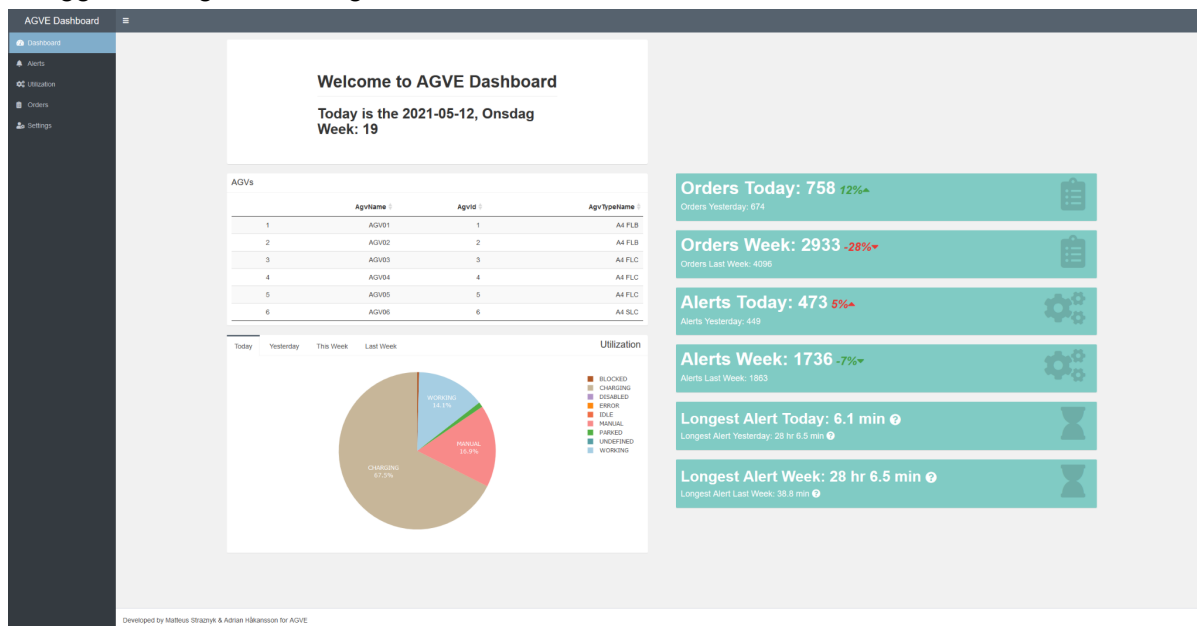 AGVE Dashboard
Dashboard
Alerts
Utilization
Orders
Settings
Welcome to AGVE Dashboard
Today is the 2021-05-12, Onsdag
Week: 19
AGVs
AgvName AgvId AgvTypeName
1 AGV01 1 A4 FLB
2 AGV02 2 A4 FLB
3 AGV03 3 A4 FLC
4 AGV04 4 A4 FLC
5 AGV05 5 A4 FLC
6 AGV06 6 A4 SLC
Today Yesterday This Week Last Week Utilization
WORKING
14.1%
MANUAL
16.9%
CHARGING
67.5%
BLOCKED
CHARGING
DISABLED
ERROR
IDLE
MANUAL
PARKED
UNDEFINED
WORKING
Orders Today: 758 12%
Orders Yesterday: 674
Orders Week: 2933 -28%
Orders Last Week: 4096
Alerts Today: 473 5%
Alerts Yesterday: 449
Alerts Week: 1736 -7%
Alerts Last Week: 1863
Longest Alert Today: 6.1 min
Longest Alert Yesterday: 28 hr 6.5 min
Longest Alert Week: 28 hr 6.5 min
Longest Alert Last Week: 38.8 min
Developed by Matteus Straznyk & Adrian Håkansson for AGVE